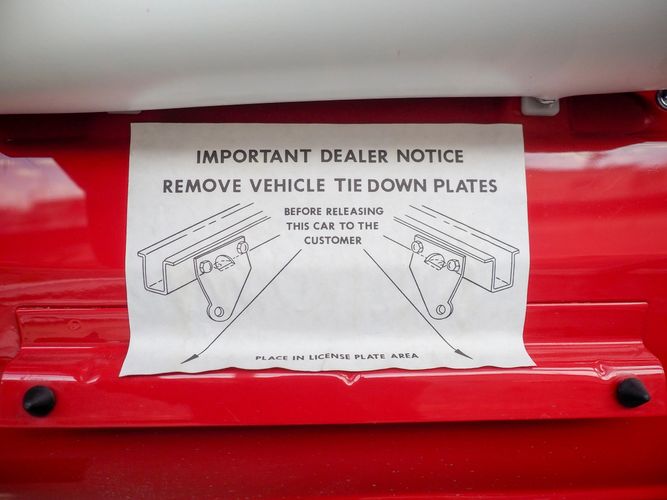 IMPORTANT DEALER NOTICE
REMOVE VEHICLE TIE DOWN PLATES
BEFORE RELEASING
THIS CAR TO THE
CUSTOMER
PLACE IN LICENSE PLATE AREA